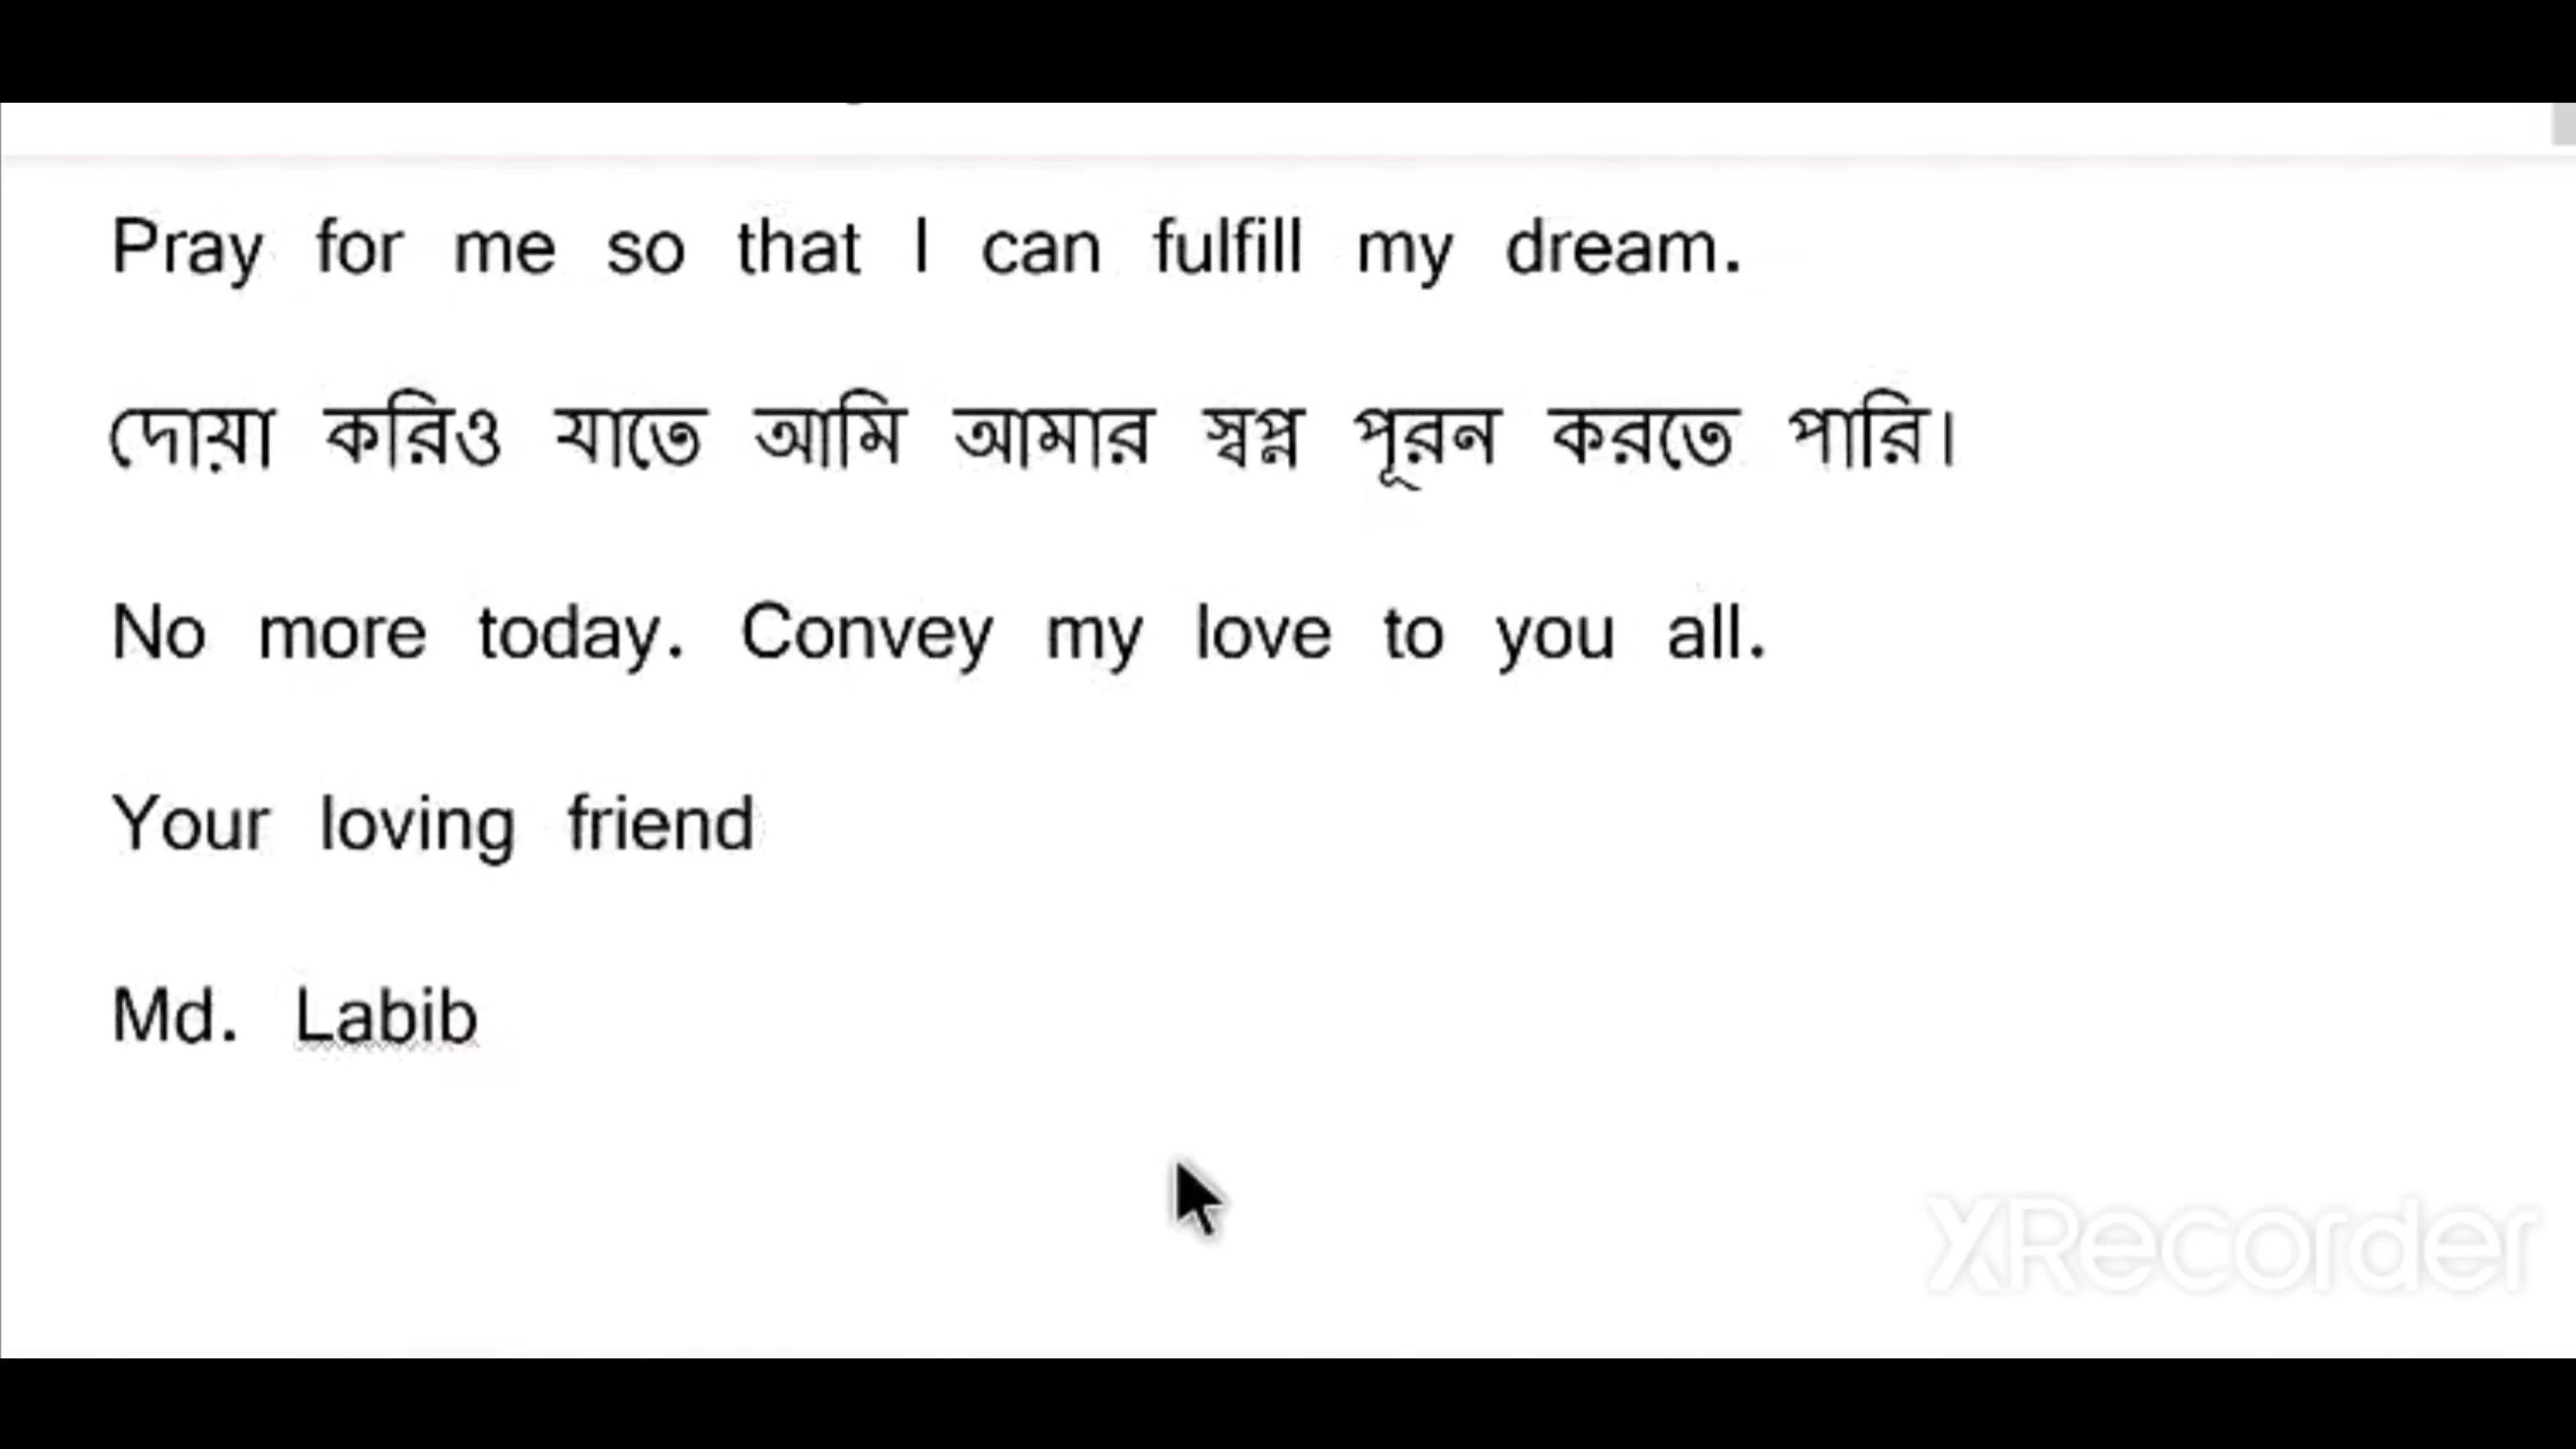 Pray for me so that I can fulfill my dream.
দোয়া করিও যাতে আমি আমার স্বপ্ন পূরন করতে পারি।
No more today. Convey my love to you all.
Your loving friend
Md. Labib
XRecorder